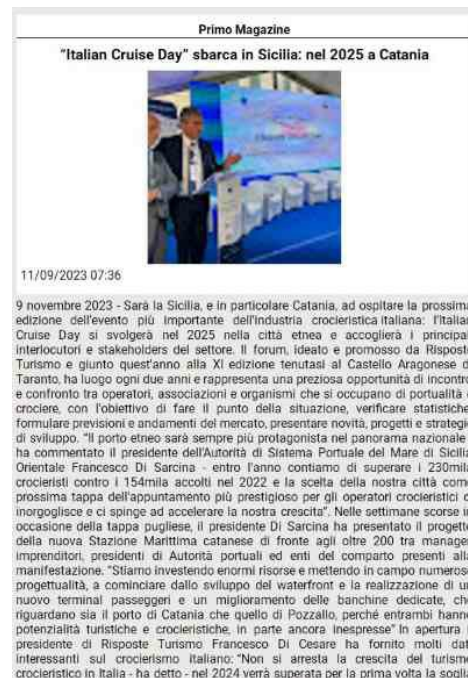 Primo Magazine
"Italian Cruise Day" sbarca in Sicilia: nel 2025 a Catania
11/09/2023 07:36
9 novembre 2023 - Sarà la Sicilia, e in particolare Catania, ad ospitare la prossima
edizione dell'evento più importante dell'industria crocieristica italiana: l'Italian
Cruise Day si svolgerà nel 2025 nella città etnea e accoglierà i principal
interlocutori e stakeholders del settore. Il forum, ideato e promosso da Risposte
Turismo e giunto quest'anno alla XI edizione tenutasi al Castello Aragonese d
Taranto, ha luogo ogni due anni e rappresenta una preziosa opportunità di incontro
e confronto tra operatori, associazioni e organismi che si occupano di portualità e
crociere, con l'obiettivo di fare il punto della situazione, verificare statistiche,
formulare previsioni e andamenti del mercato, presentare novità, progetti e strategie
di sviluppo. "Il porto etneo sarà sempre più protagonista nel panorama nazionale -
ha commentato il presidente dell'Autorità di Sistema Portuale del Mare di Sicilia
Orientale Francesco Di Sarcina - entro l'anno contiamo di superare i 230mila
crocieristi contro i 154mila accolti nel 2022 e la scelta della nostra città come
prossima tappa dell'appuntamento più prestigioso per gli operatori crocieristici c
inorgoglisce e ci spinge ad accelerare la nostra crescita". Nelle settimane scorse in
occasione della tappa pugliese, il presidente Di Sarcina ha presentato il progetto
della nuova Stazione Marittima catanese di fronte agli oltre 200 tra manager
imprenditori, presidenti di Autorità portuali ed enti del comparto presenti alla
manifestazione. "Stiamo investendo enormi risorse e mettendo in campo numerose
progettualità, a cominciare dallo sviluppo del waterfront e la realizzazione di un
nuovo terminal passeggeri e un miglioramento delle banchine dedicate, che
riguardano sia il porto di Catania che quello di Pozzallo, perché entrambi hanno
potenzialità turistiche e crocieristiche, in parte ancora inespresse" In apertura i
presidente di Risposte Turismo Francesco Di Cesare ha fornito molti dati
interessanti sul crocierismo italiano: "Non si arresta la crescita del turismo
crocieristico in Italia - ha detto - nel 2024 verrà superata per la prima volta la soglia